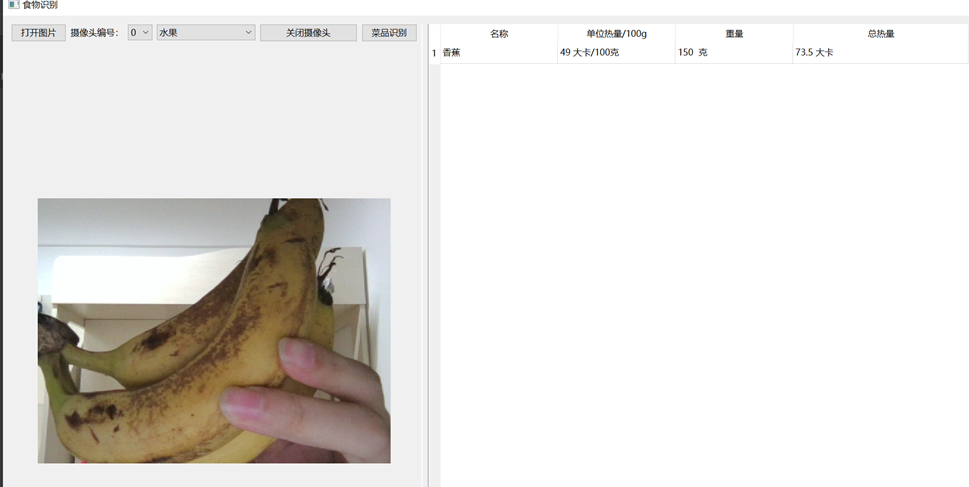 食物识别
打开图片 摄像头编号： 0 水果 关闭摄像头 菜品识别
名称 单位热量/100g 重量 总热量
1 香蕉 49 大卡/100克 150 克 73.5 大卡